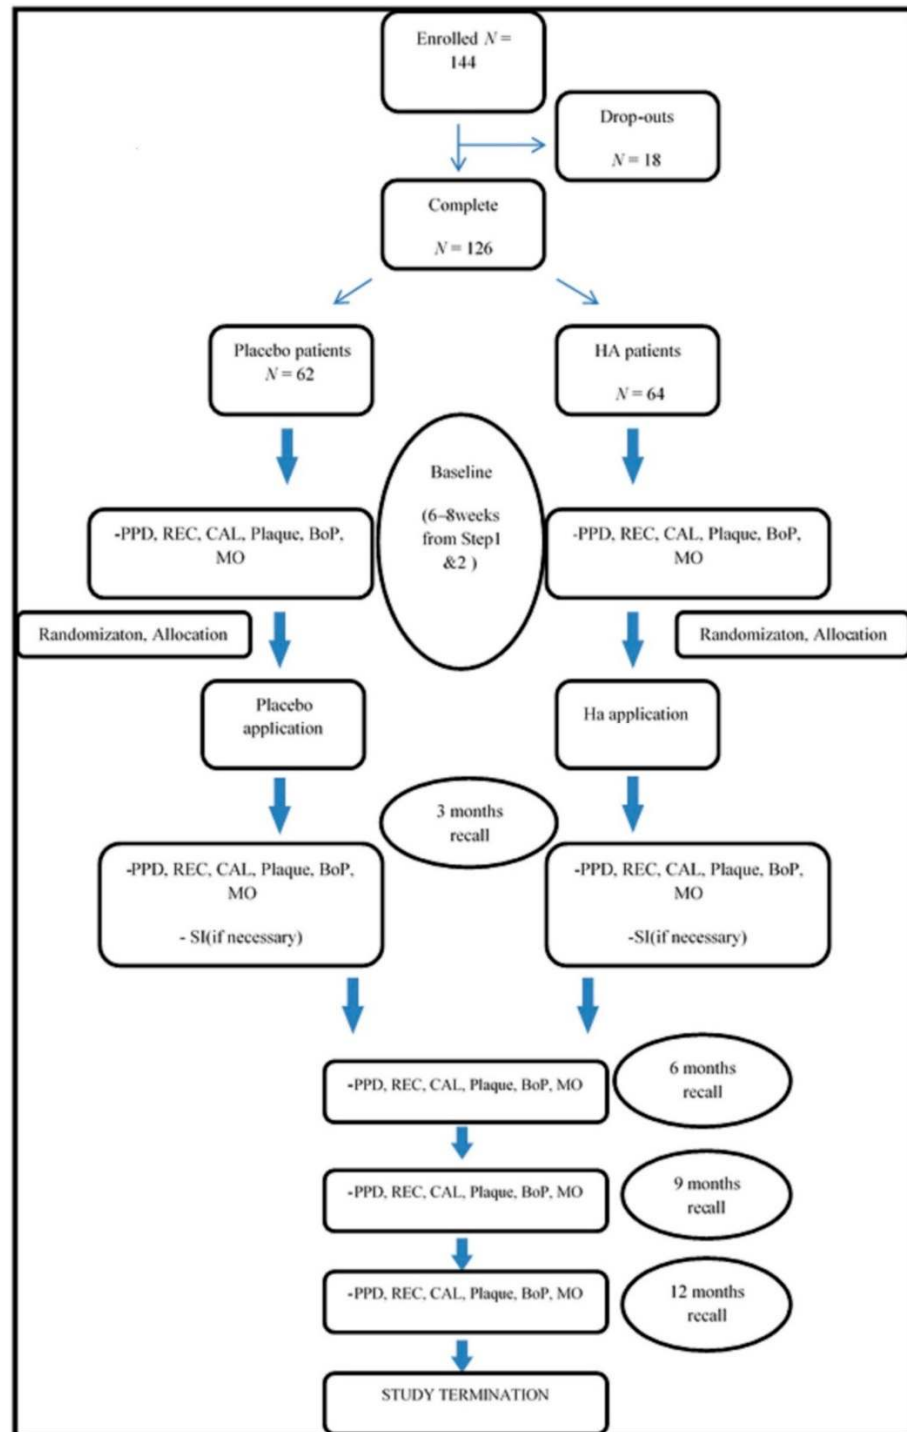 Enrolled N =
144
Drop-outs
N = 18
Complete
N = 126
Placebo patients
N = 62
HA patients
N = 64
Baseline
(6–8weeks
from Step1
&2 )
-PPD, REC, CAL, Plaque, BoP,
MO
-PPD, REC, CAL, Plaque, BoP,
MO
Randomizaton, Allocation
Randomizaton, Allocation
Placebo
application
Ha application
3 months
recall
-PPD, REC, CAL, Plaque, BoP,
MO
- SI(if necessary)
-PPD, REC, CAL, Plaque, BoP,
MO
-SI(if necessary)
-PPD, REC, CAL, Plaque, BoP, MO
6 months
recall
-PPD, REC, CAL, Plaque, BoP, MO
9 months
recall
-PPD, REC, CAL, Plaque, BoP, MO
12 months
recall
STUDY TERMINATION